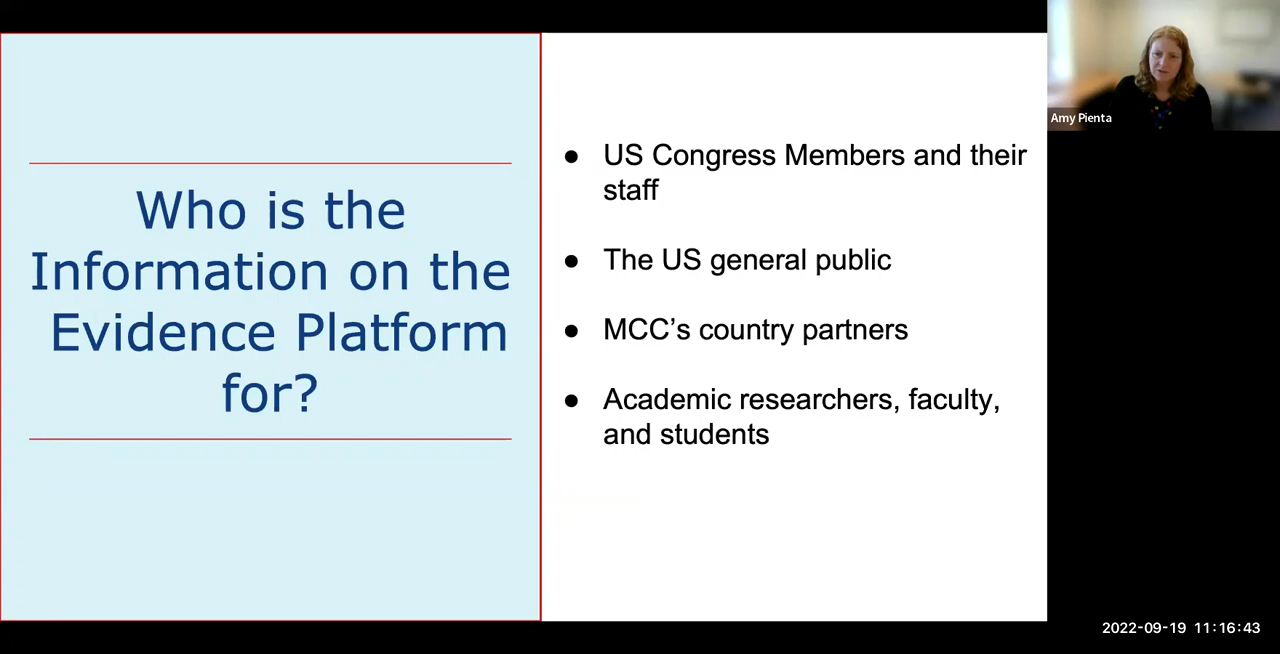 Who is the
Information on the
Evidence Platform
for?
● US Congress Members and their
staff
● The US general public
● MCC’s country partners
● Academic researchers, faculty,
and students
Amy Pienta
2022-09-19 11:16:43